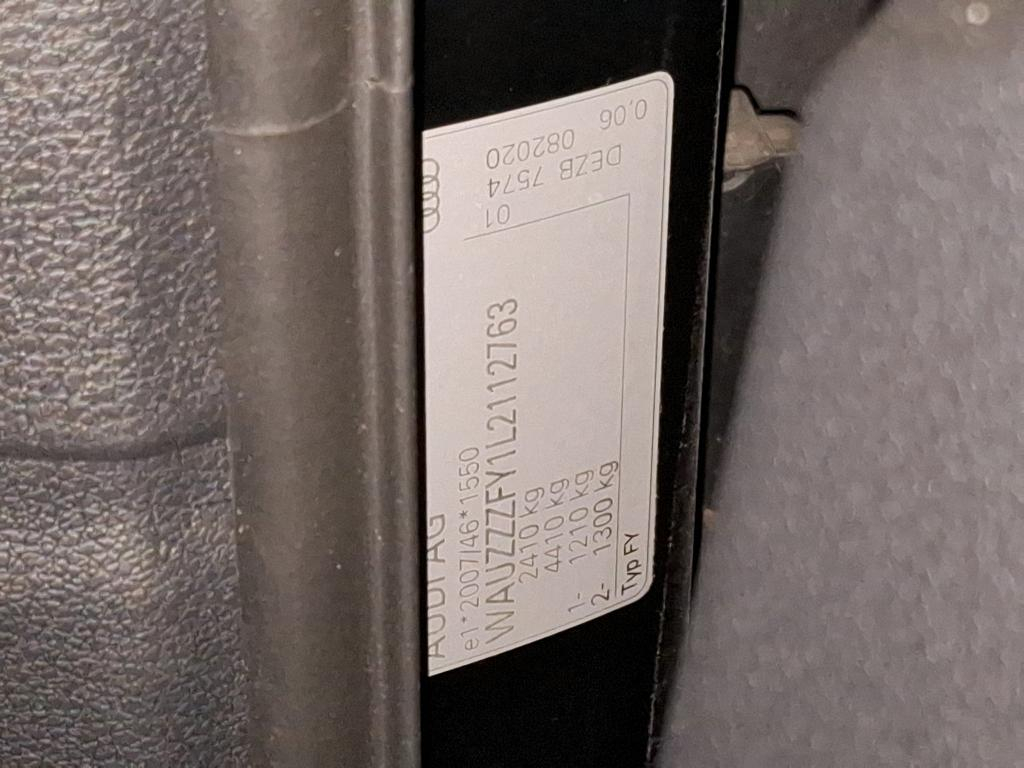 AUDI AG
e1*2007/46*1550
WAUZZZFY1L2112763
2410 kg
4410 kg
1- 1210 kg
2- 1300 kg
Typ FY
01
7574 082020
DEZB 0.06